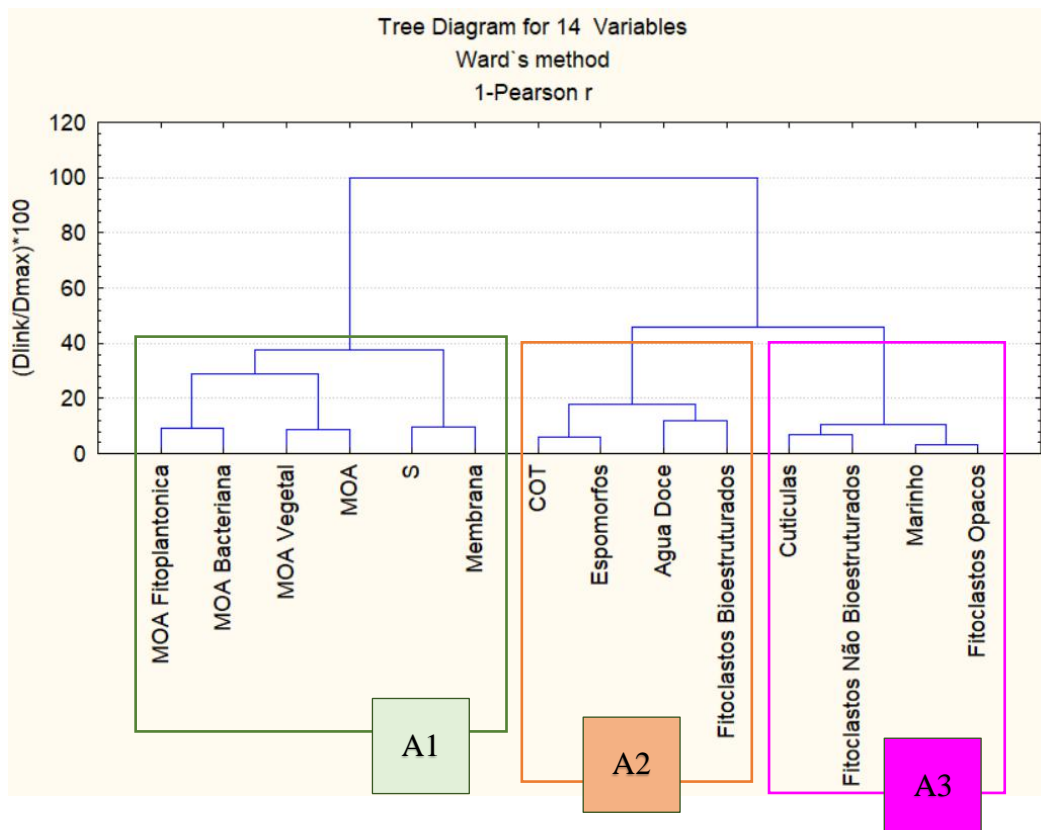 Tree Diagram for 14 Variables
Ward`s method
1-Pearson r
(Dlink/Dmax)*100
120
100
80
60
40
20
0
MOA Fitoplantonica
MOA Bacteriana
MOA Vegetal
MOA
S
Membrana
COT
Espomorfos
Agua Doce
Fitoclastos Bioestruturados
Cuticulas
Fitoclastos Não Bioestruturados
Marinho
Fitoclastos Opacos
A1
A2
A3